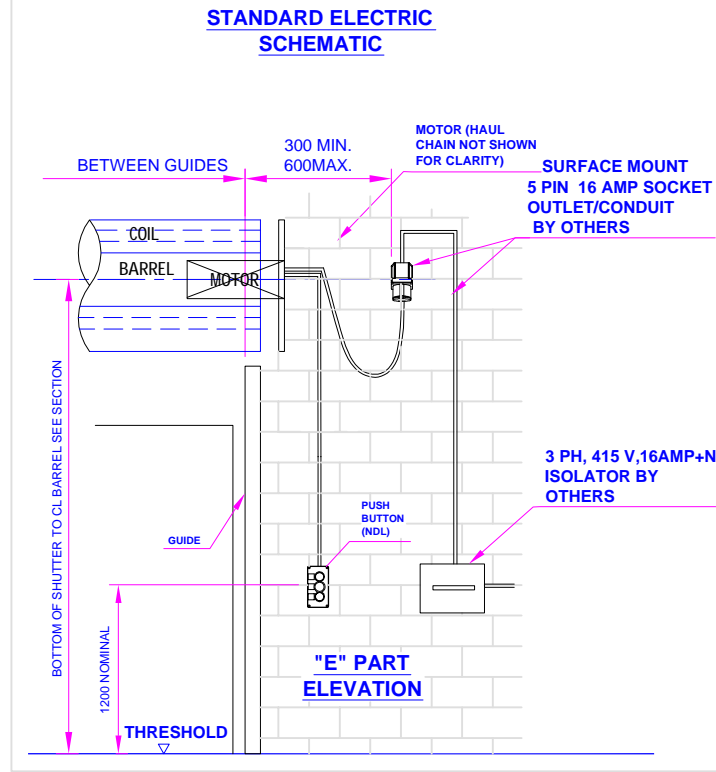 STANDARD ELECTRIC
SCHEMATIC
MOTOR (HAUL
CHAIN NOT SHOWN
FOR CLARITY)
300 MIN.
600MAX.
BETWEEN GUIDES
SURFACE MOUNT
5 PIN 16 AMP SOCKET
OUTLET/CONDUIT
BY OTHERS
COIL
BARREL
MOTOR
BOTTOM OF SHUTTER TO CL BARREL SEE SECTION
3 PH, 415 V,16AMP+N
ISOLATOR BY
OTHERS
PUSH
BUTTON
(NDL)
GUIDE
1200 NOMINAL
"E" PART
ELEVATION
THRESHOLD